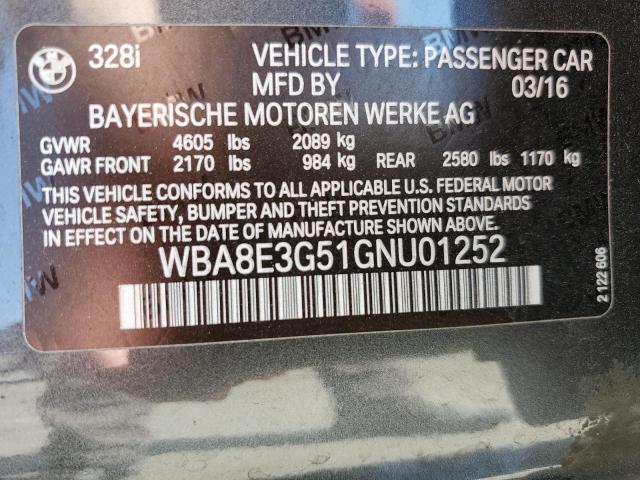 328i VEHICLE TYPE: PASSENGER CAR
MFD BY 03/16
BAYERISCHE MOTOREN WERKE AG
GVWR 4605 lbs 2089 kg
GAWR FRONT 2170 lbs 984 kg REAR 2580 lbs 1170 kg
THIS VEHICLE CONFORMS TO ALL APPLICABLE U.S. FEDERAL MOTOR
VEHICLE SAFETY, BUMPER AND THEFT PREVENTION STANDARDS
IN EFFECT ON THE DATE OF MANUFACTURE SHOWN ABOVE.
WBA8E3G51GNU01252
2 122 606
BMW